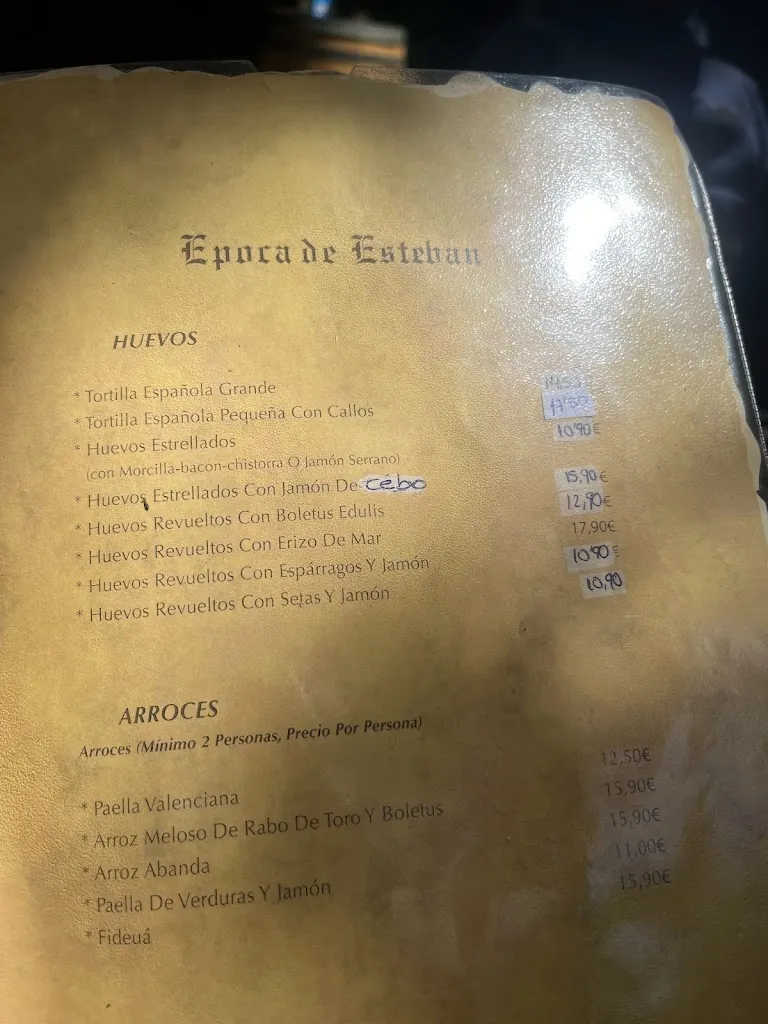 Epoca de Esteban
HUEVOS
* Tortilla Española Grande
* Tortilla Española Pequeña Con Callos
* Huevos Estrellados 10'90€
(con Morcilla-bacon-chistorra O Jamón Serrano)
* Huevos Estrellados Con Jamón De cebo 15,90€
* Huevos Revueltos Con Boletus Edulis 12,90€
* Huevos Revueltos Con Erizo De Mar 17,90€
* Huevos Revueltos Con Espárragos Y Jamón 10'90€
* Huevos Revueltos Con Setas Y Jamón 10,90
ARROCES
Arroces (Mínimo 2 Personas, Precio Por Persona)
* Paella Valenciana 12,50€
* Arroz Meloso De Rabo De Toro Y Boletus 15,90€
* Arroz Abanda 15,90€
* Paella De Verduras Y Jamón 11,00€
* Fideuá 15,90€